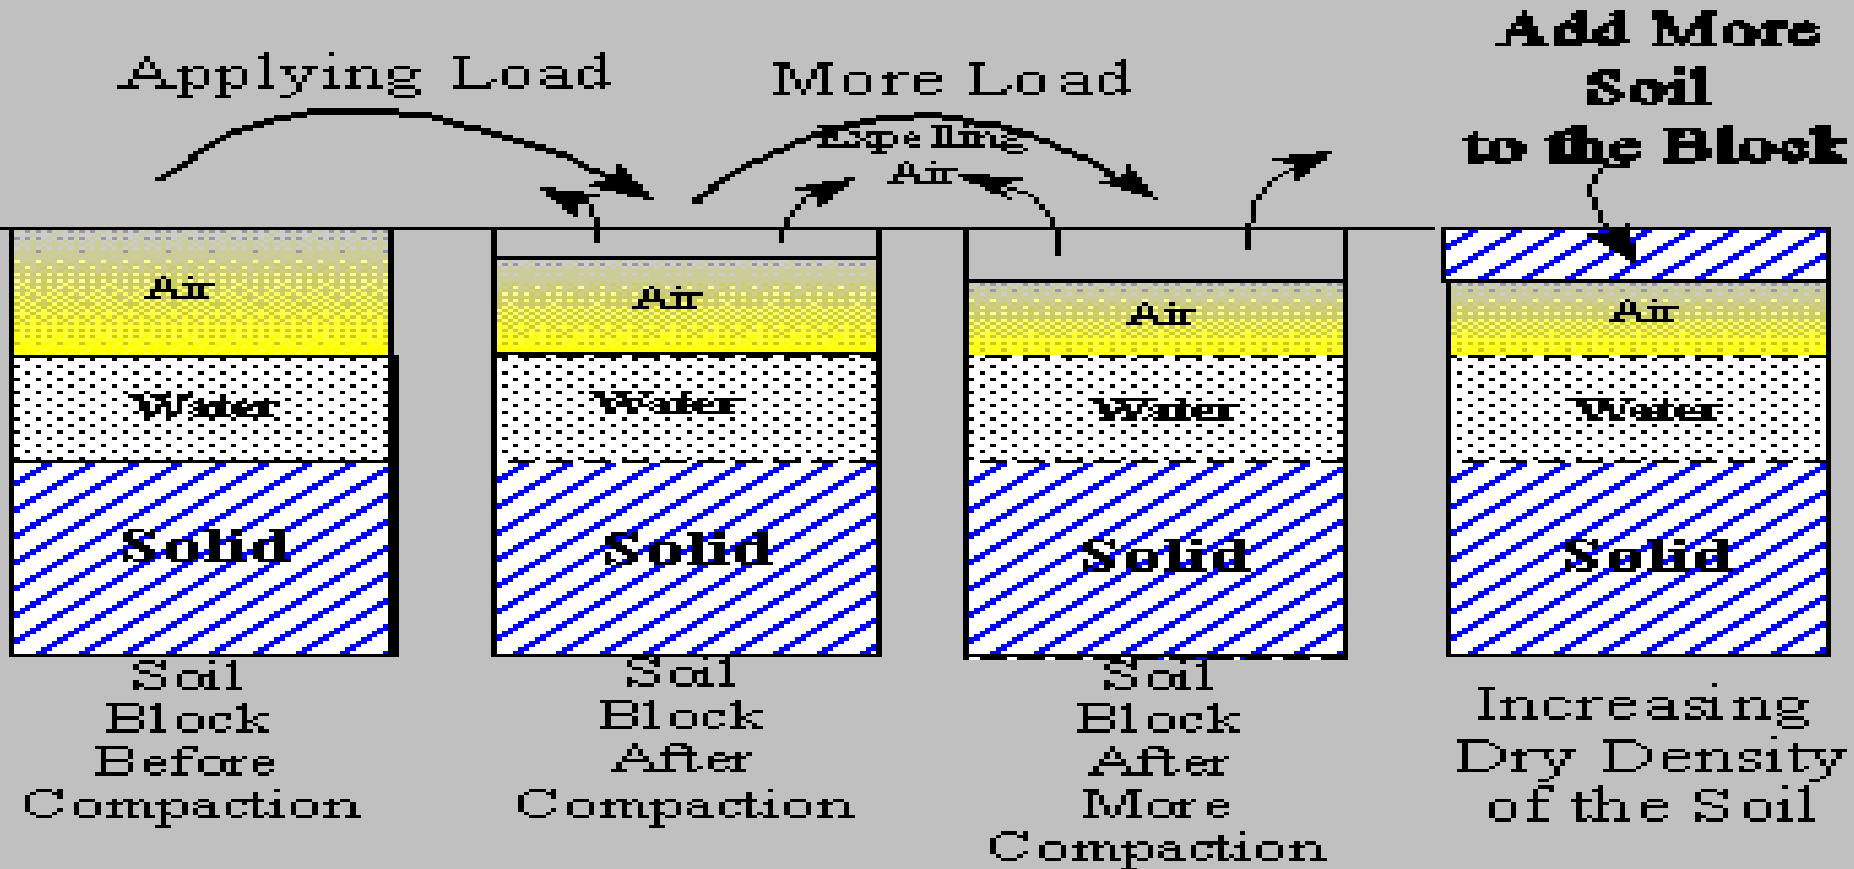 Applying Load
More Load
Add More
Soil
to the Block
Expelling
Air
Air
Water
Solid
Soil
Block
Before
Compaction
Air
Water
Solid
Soil
Block
After
Compaction
Air
Water
Solid
Soil
Block
After
More
Compaction
Air
Water
Solid
Increasing
Dry Density
of the Soil